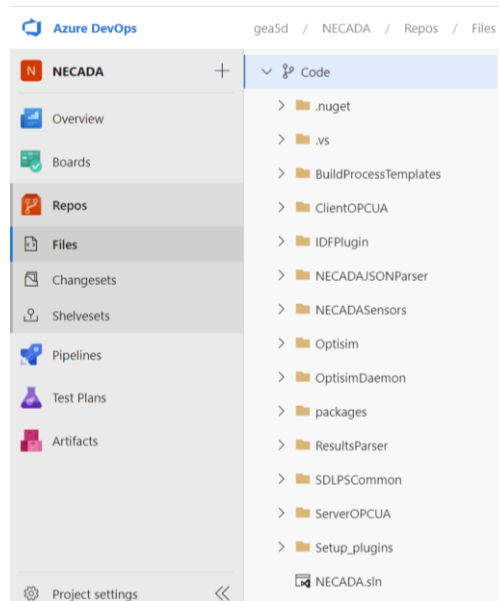 Azure DevOps
gea5d / NECADA / Repos / Files
N NECADA
Overview
Boards
Repos
Files
Changesets
Shelvesets
Pipelines
Test Plans
Artifacts
Project settings
Code
.nuget
.vs
BuildProcessTemplates
ClientOPCUA
IDFPlugin
NECADAJSONParser
NECADASensors
Optisim
OptisimDaemon
packages
ResultsParser
SDLPSCommon
ServerOPCUA
Setup_plugins
NECADA.sln